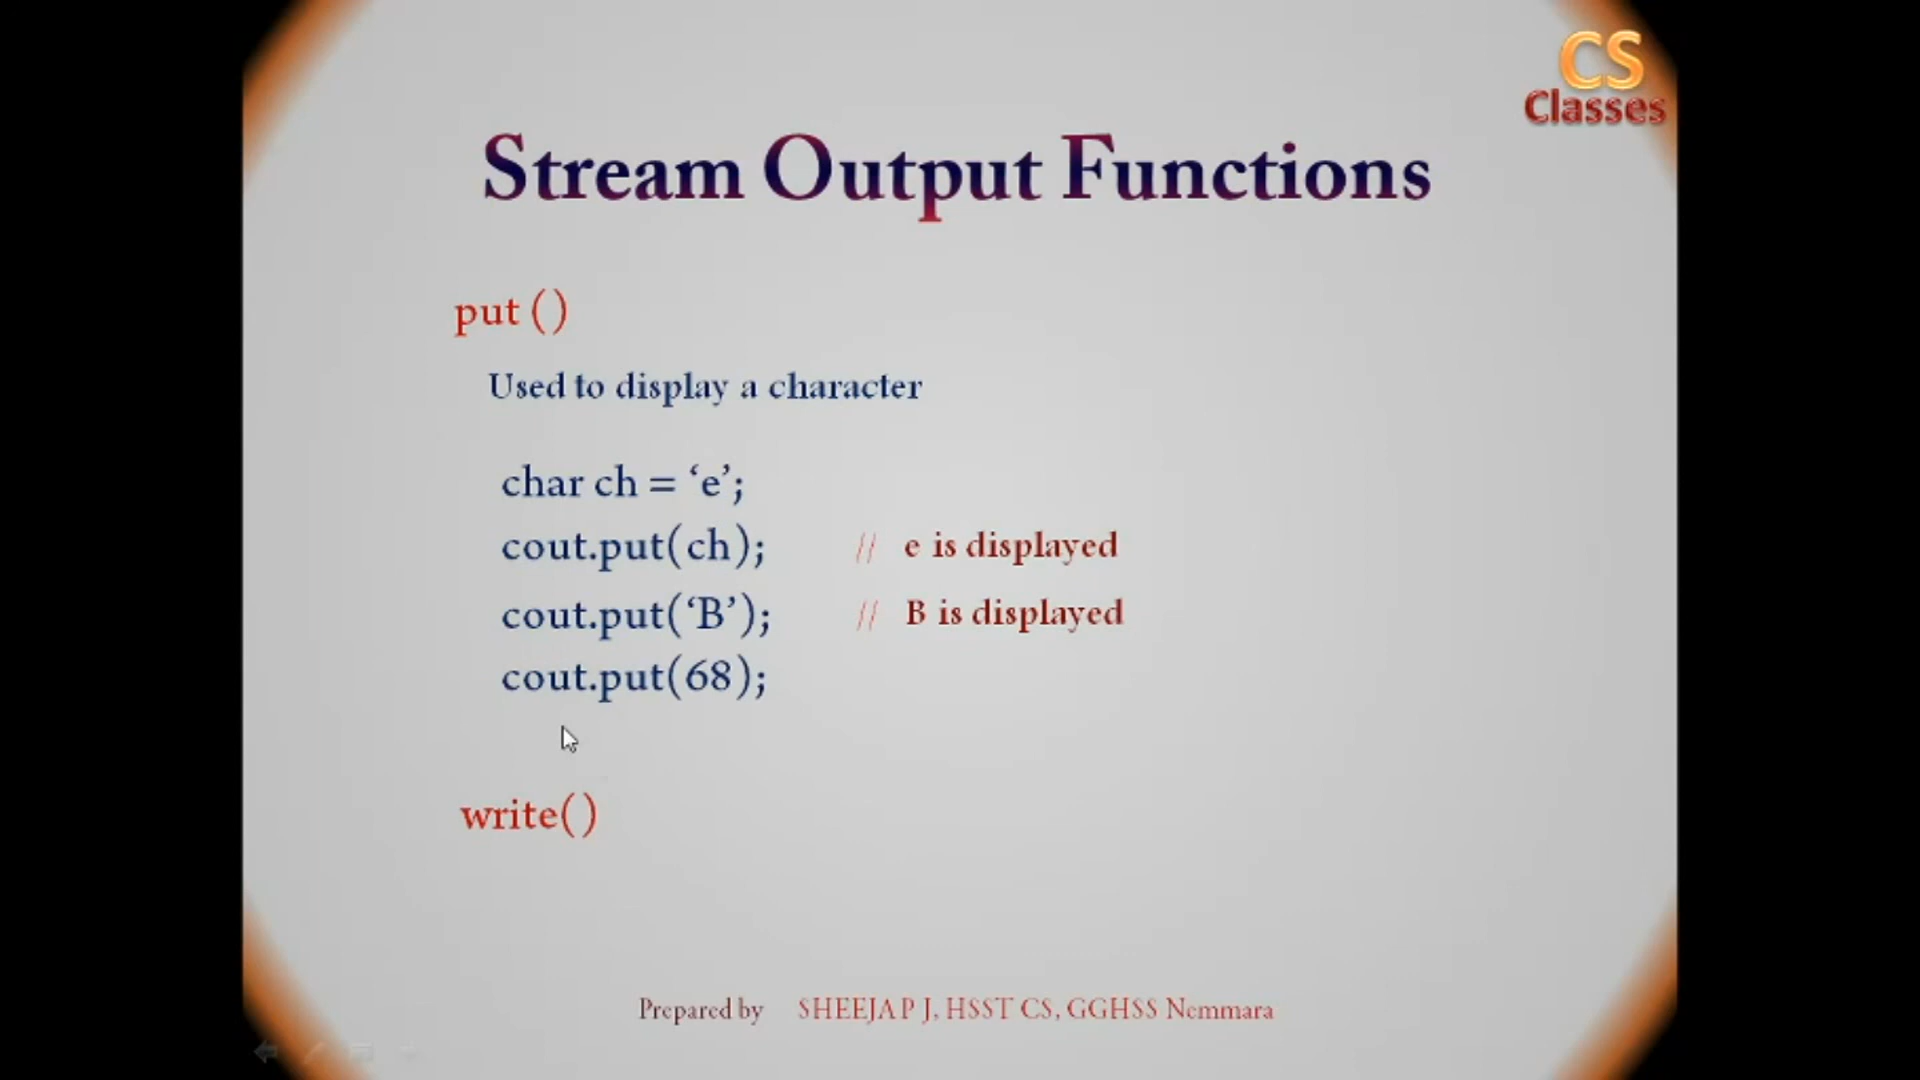 CS
Classes
Stream Output Functions
put ()
Used to display a character
char ch = ‘e’;
cout.put(ch); // e is displayed
cout.put(‘B’); // B is displayed
cout.put(68);
write()
Prepared by SHEEJA P J, HSST CS, GGHSS Nemmara